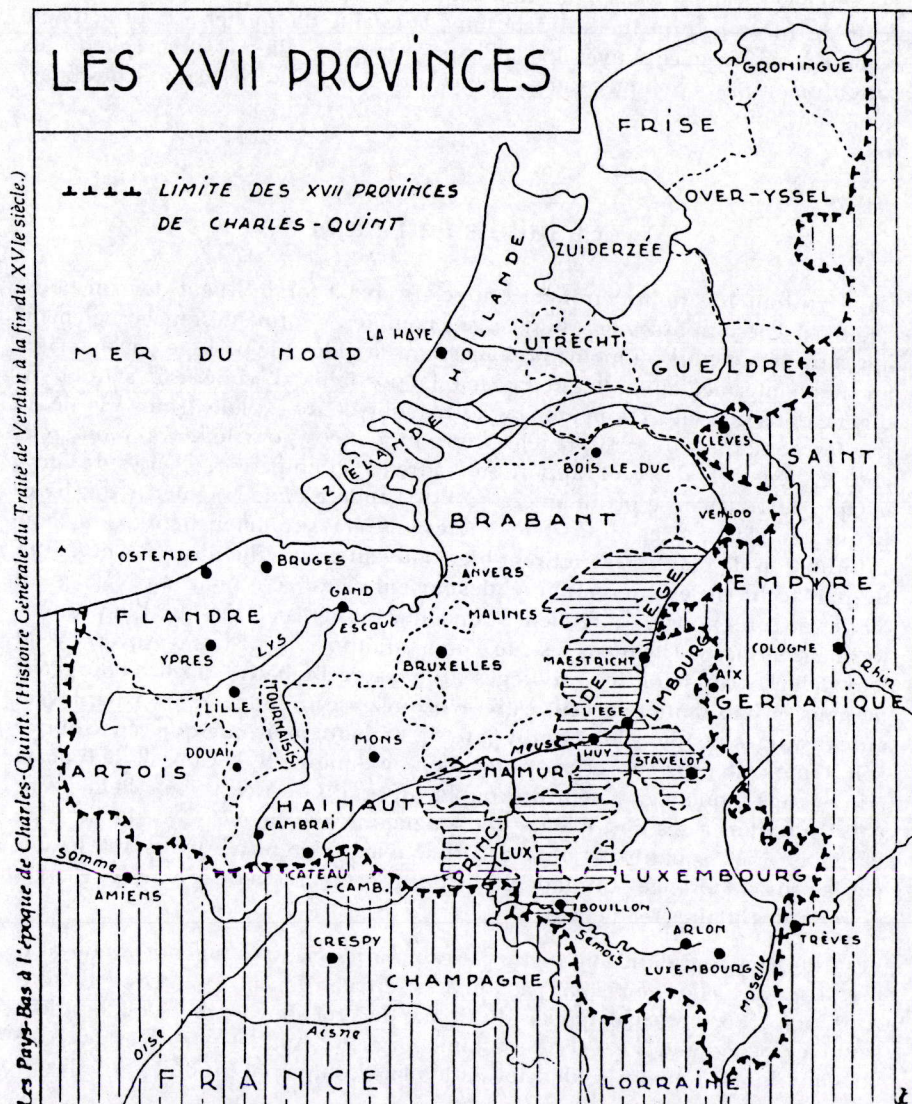 LES XVII PROVINCES
LIMITE DES XVII PROVINCES
DE CHARLES-QUINT
Les Pays-Bas à l'époque de Charles-Quint. (Histoire Générale du Traité de Verdun à la fin du XVIe siècle.)
GRONINGUE
FRISE
OVER-YSSEL
ZUIDERZÉE
HOLLANDE
LA HAYE
UTRECHT
MER DU NORD
GUELDRE
ZÉLANDE
CLÈVES
SAINT
BOIS-LE-DUC
BRABANT
VENLOO
OSTENDE
BRUGES
ANVERS
EMPIRE
GAND
MALINES
FLANDRE
Escaut
LYS
YPRES
BRUXELLES
MAESTRICHT
COLOGNE
Rhin
LILLE
TOURNAISIS
AIX
LIMBOURG
GERMANIQUE
DOUAI
MONS
Meuse
LIÈGE
HUY
STAVELOT
ARTOIS
NAMUR
HAINAUT
PRINC. DE LIEGE
CAMBRAI
LUX
LUXEMBOURG
Somme
CATEAU
-CAMB.
AMIENS
BOUILLON
Semois
ARLON
TRÈVES
CRESPY
LUXEMBOURG
CHAMPAGNE
Moselle
Oise
Aisne
FRANCE
LORRAINE